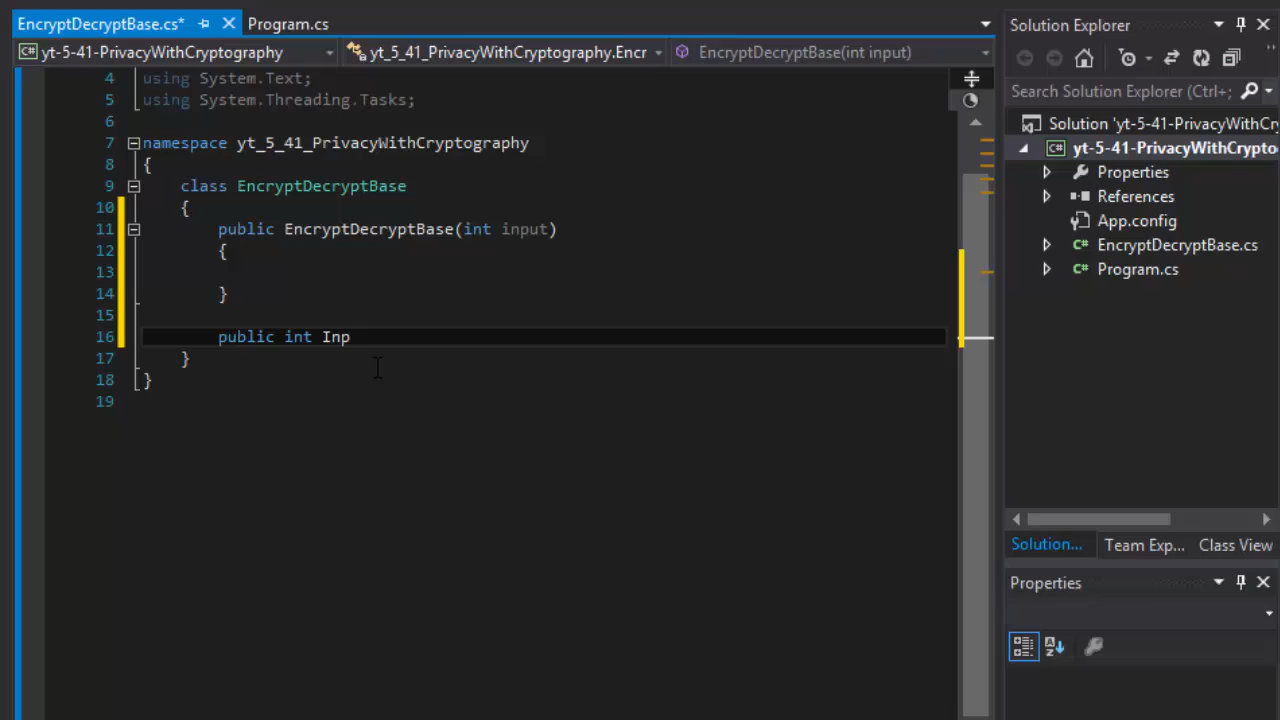 EncryptDecryptBase.cs*
Program.cs
yt-5-41-PrivacyWithCryptography
yt_5_41_PrivacyWithCryptography.Encr
EncryptDecryptBase(int input)
4 using System.Text;
5 using System.Threading.Tasks;
6
7 namespace yt_5_41_PrivacyWithCryptography
8 {
9 class EncryptDecryptBase
10 {
11 public EncryptDecryptBase(int input)
12 {
13
14 }
15
16 public int Inp
17 }
18 }
19
Solution Explorer
Search Solution Explorer (Ctrl+;
Solution 'yt-5-41-PrivacyWithCr
yt-5-41-PrivacyWithCrypto
Properties
References
App.config
C# EncryptDecryptBase.cs
C# Program.cs
Solution...
Team Exp...
Class View
Properties